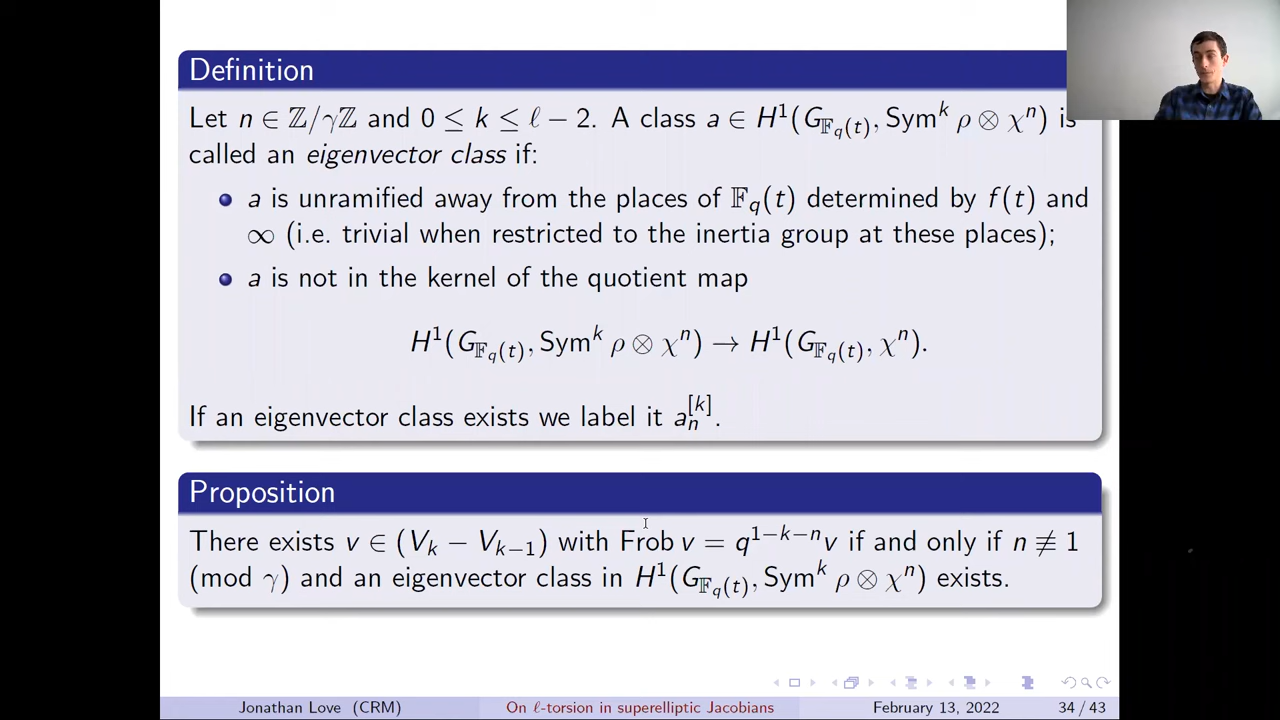 Definition
Let n ∈ ℤ/γℤ and 0 ≤ k ≤ ℓ − 2. A class a ∈ H¹(G_{𝔽_q(t)}, Sym^k ρ ⊗ χ^n) is
called an eigenvector class if:
a is unramified away from the places of 𝔽_q(t) determined by f(t) and
∞ (i.e. trivial when restricted to the inertia group at these places);
a is not in the kernel of the quotient map
H¹(G_{𝔽_q(t)}, Sym^k ρ ⊗ χ^n) → H¹(G_{𝔽_q(t)}, χ^n).
If an eigenvector class exists we label it a_n^{[k]}.
Proposition
There exists v ∈ (V_k − V_{k−1}) with Frob v = q^{1−k−n}v if and only if n ≢ 1
(mod γ) and an eigenvector class in H¹(G_{𝔽_q(t)}, Sym^k ρ ⊗ χ^n) exists.
Jonathan Love (CRM) On ℓ-torsion in superelliptic Jacobians February 13, 2022 34 / 43